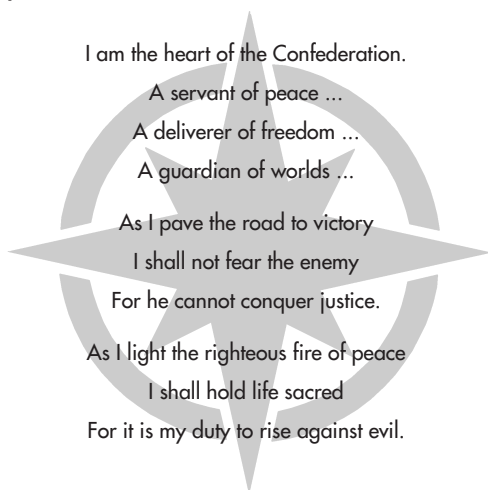 I am the heart of the Confederation.
A servant of peace ...
A deliverer of freedom ...
A guardian of worlds ...
As I pave the road to victory
I shall not fear the enemy
For he cannot conquer justice.
As I light the righteous fire of peace
I shall hold life sacred
For it is my duty to rise against evil.